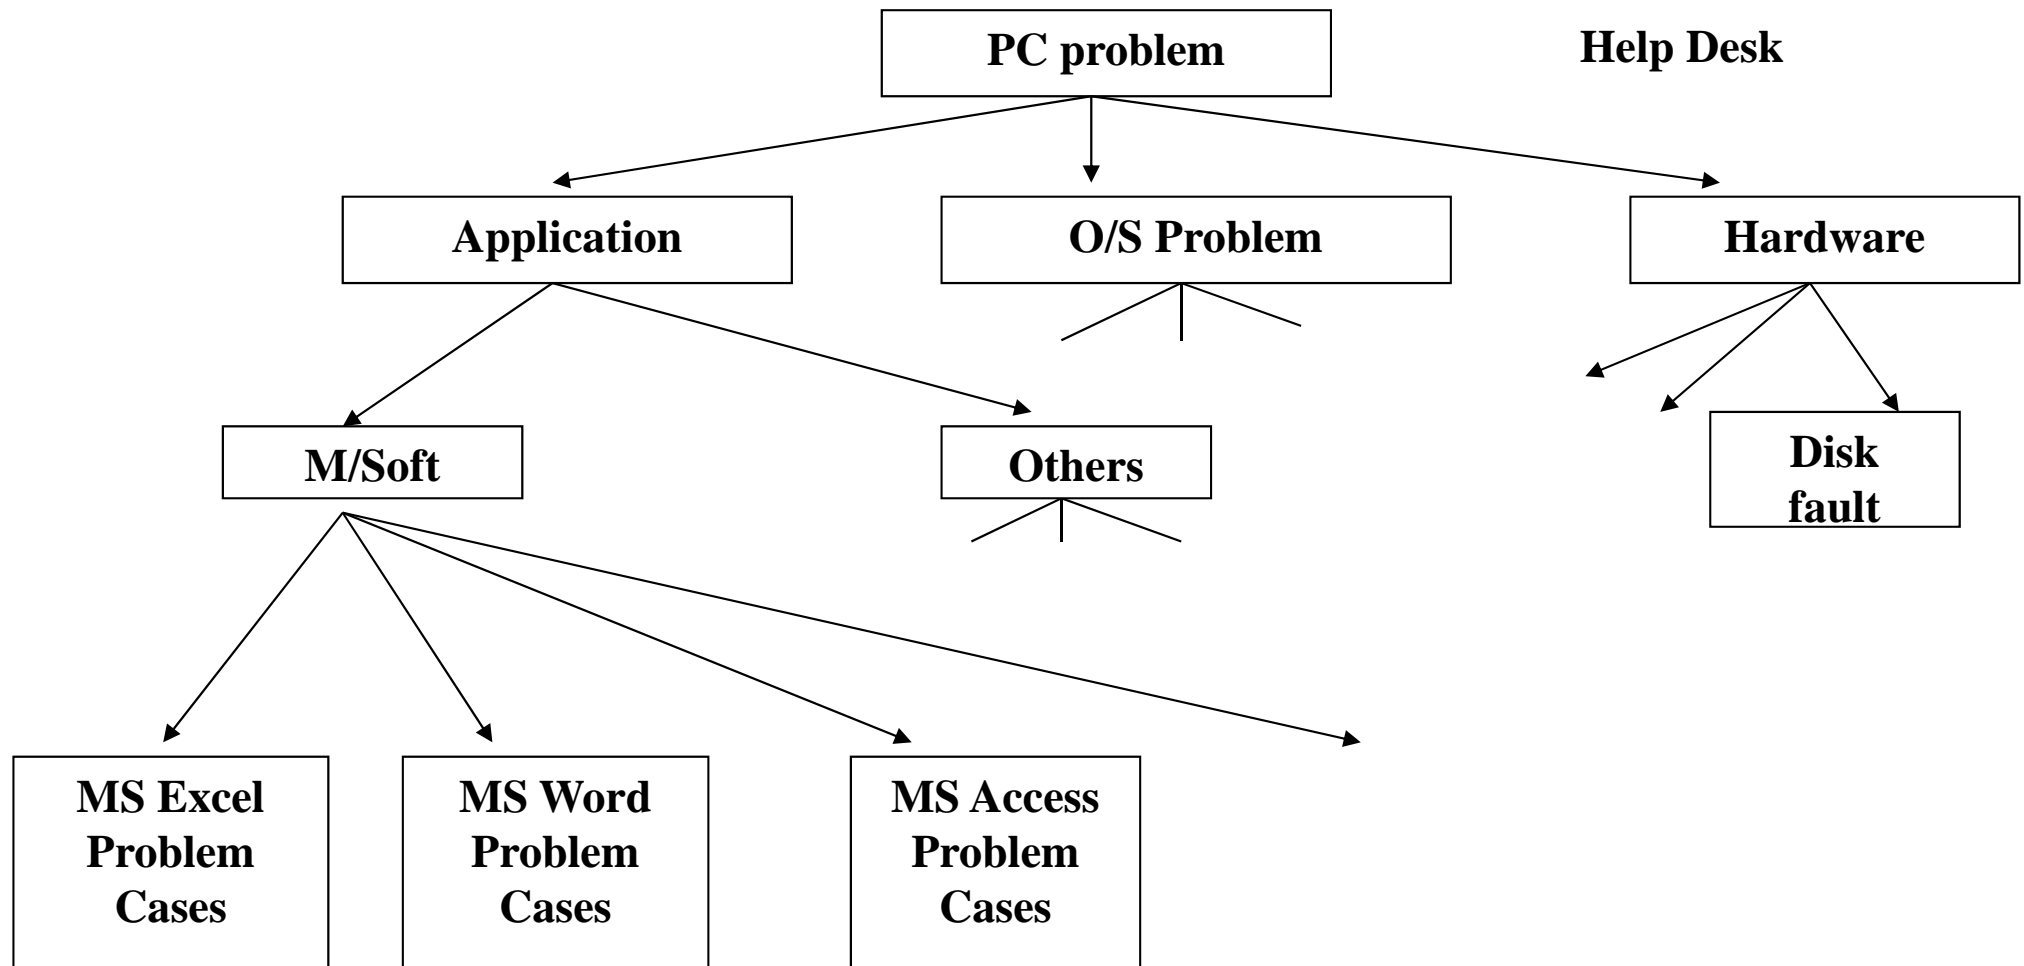 PC problem
Help Desk
Application
O/S Problem
Hardware
M/Soft
Others
Disk
fault
MS Excel
Problem
Cases
MS Word
Problem
Cases
MS Access
Problem
Cases